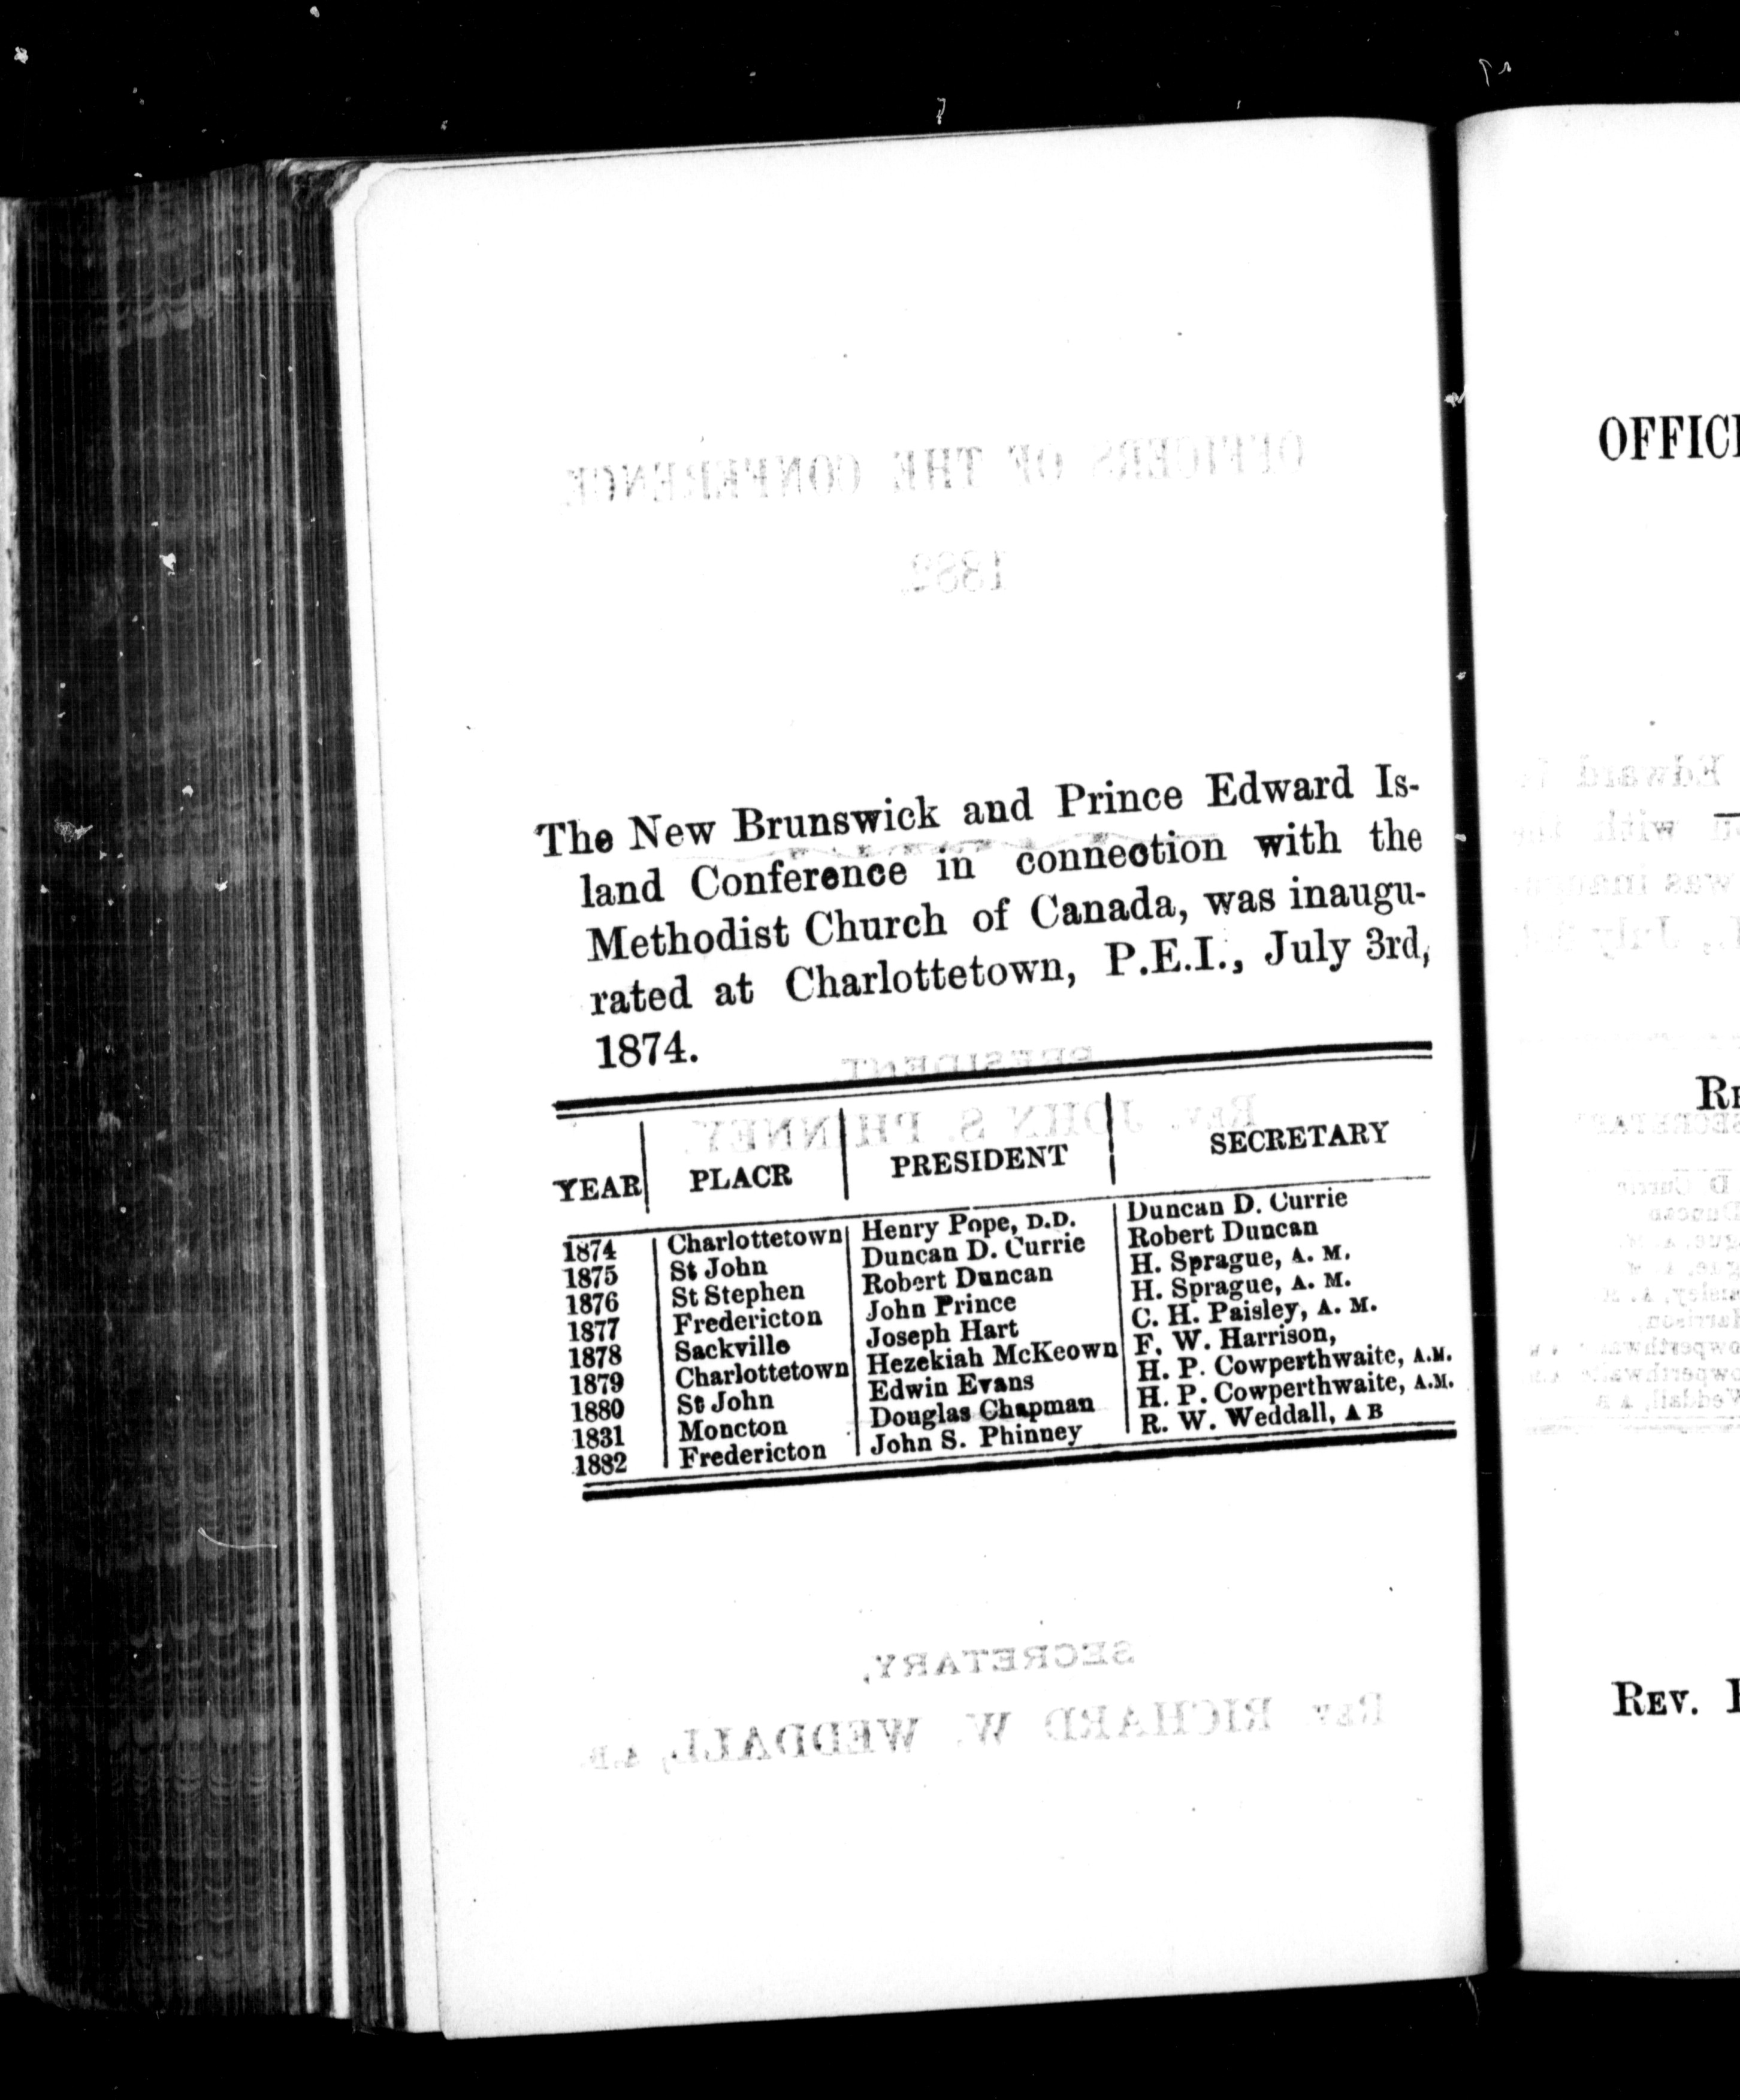 The New Brunswick and Prince Edward Is-
land Conference in connection with the
Methodist Church of Canada, was inaugu-
rated at Charlottetown, P.E.I., July 3rd,
1874.
YEAR PLACR PRESIDENT SECRETARY
1874 Charlottetown Henry Pope, D.D. Duncan D. Currie
1875 St John Duncan D. Currie Robert Duncan
1876 St Stephen Robert Duncan H. Sprague, A. M.
1877 Fredericton John Prince H. Sprague, A. M.
1878 Sackville Joseph Hart C. H. Paisley, A. M.
1879 Charlottetown Hezekiah McKeown F. W. Harrison,
1880 St John Edwin Evans H. P. Cowperthwaite, A.M.
1831 Moncton Douglas Chapman H. P. Cowperthwaite, A.M.
1882 Fredericton John S. Phinney R. W. Weddall, A B
OFFICE
REV.